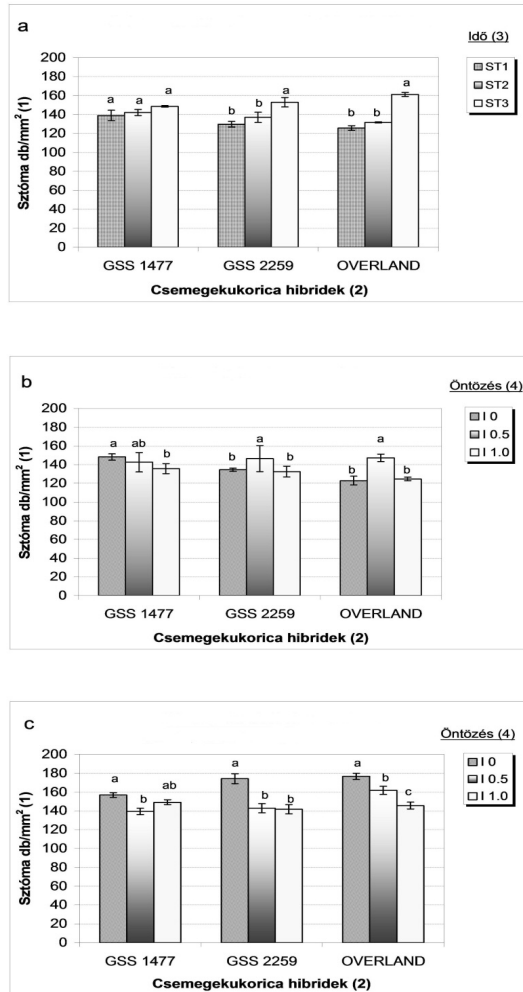 a
Idő (3)
ST1
ST2
ST3
Sztóma db/mm² (1)
200
180
160
140
120
100
80
60
40
20
0
a a a
b b a
b b a
GSS 1477 GSS 2259 OVERLAND
Csemegekukorica hibridek (2)
b
Öntözés (4)
I 0
I 0.5
I 1.0
Sztóma db/mm² (1)
200
180
160
140
120
100
80
60
40
20
0
a ab b
b a b
b a b
GSS 1477 GSS 2259 OVERLAND
Csemegekukorica hibridek (2)
c
Öntözés (4)
I 0
I 0.5
I 1.0
Sztóma db/mm² (1)
200
180
160
140
120
100
80
60
40
20
0
a b ab
a b b
a b c
GSS 1477 GSS 2259 OVERLAND
Csemegekukorica hibridek (2)